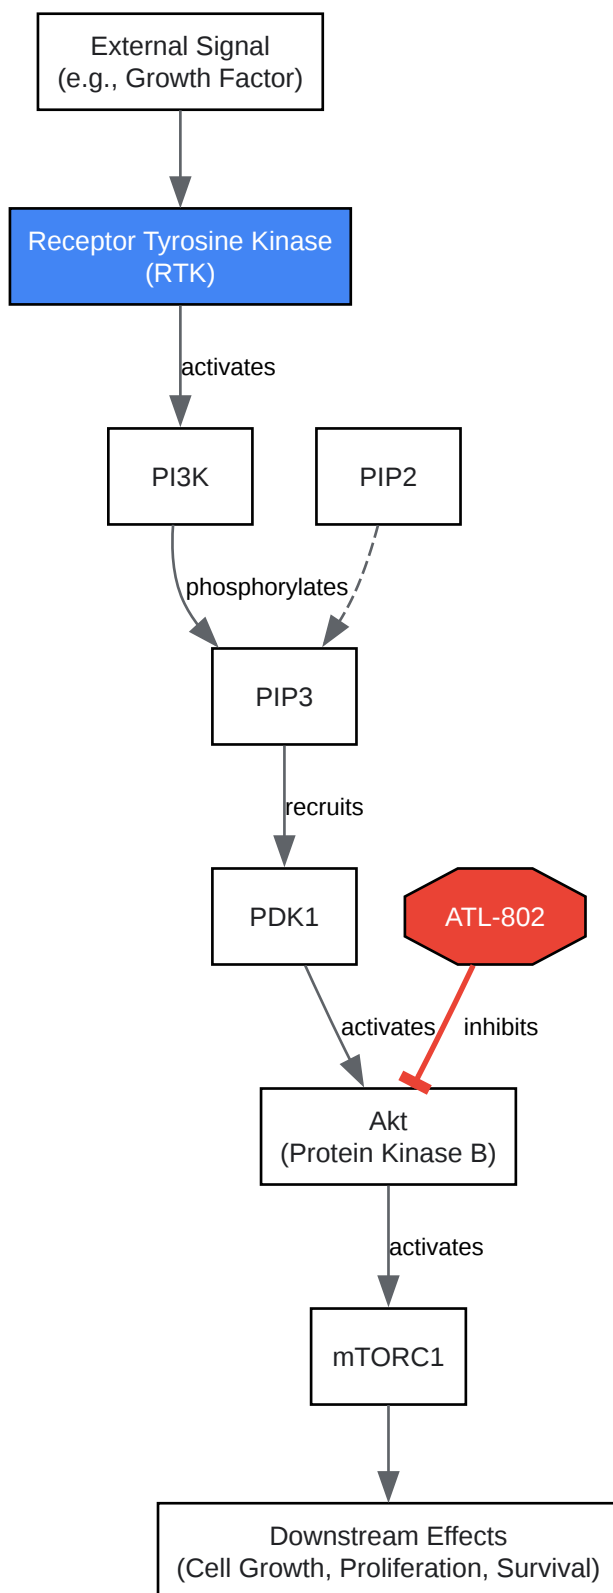 External Signal
(e.g., Growth Factor)
Receptor Tyrosine Kinase
(RTK)
activates
PI3K
PIP2
phosphorylates
PIP3
recruits
PDK1
ATL-802
activates
inhibits
Akt
(Protein Kinase B)
activates
mTORC1
Downstream Effects
(Cell Growth, Proliferation, Survival)